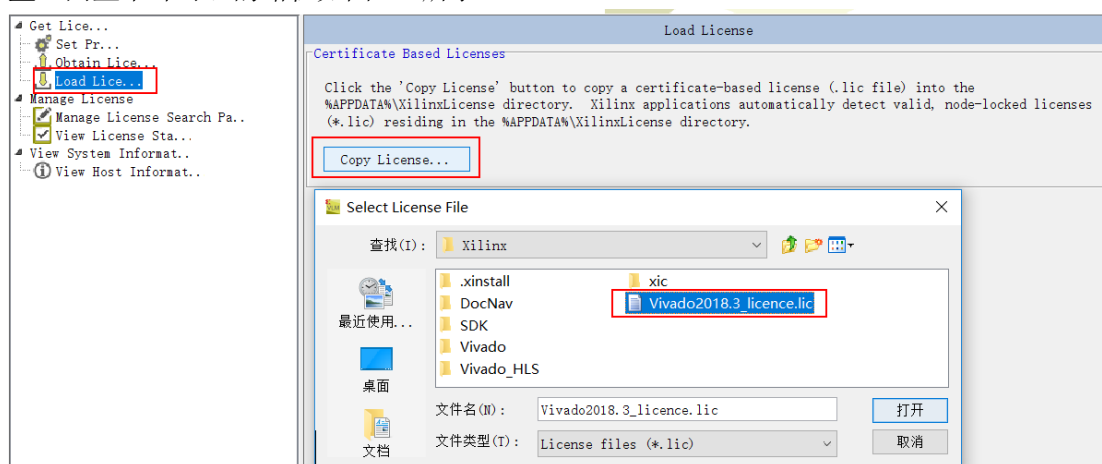 Get Lice...
Set Pr...
Obtain Lice...
Load Lice...
Manage License
Manage License Search Pa..
View License Sta...
View System Informat..
View Host Informat..
Load License
Certificate Based Licenses
Click the 'Copy License' button to copy a certificate-based license (.lic file) into the
%APPDATA%\XilinxLicense directory. Xilinx applications automatically detect valid, node-locked licenses
(*.lic) residing in the %APPDATA%\XilinxLicense directory.
Copy License...
Select License File
查找(I): Xilinx
.xinstall
DocNav
SDK
Vivado
Vivado_HLS
xic
Vivado2018.3_licence.lic
最近使用...
桌面
文档
文件名(N): Vivado2018.3_licence.lic 打开
文件类型(T): License files (*.lic) 取消